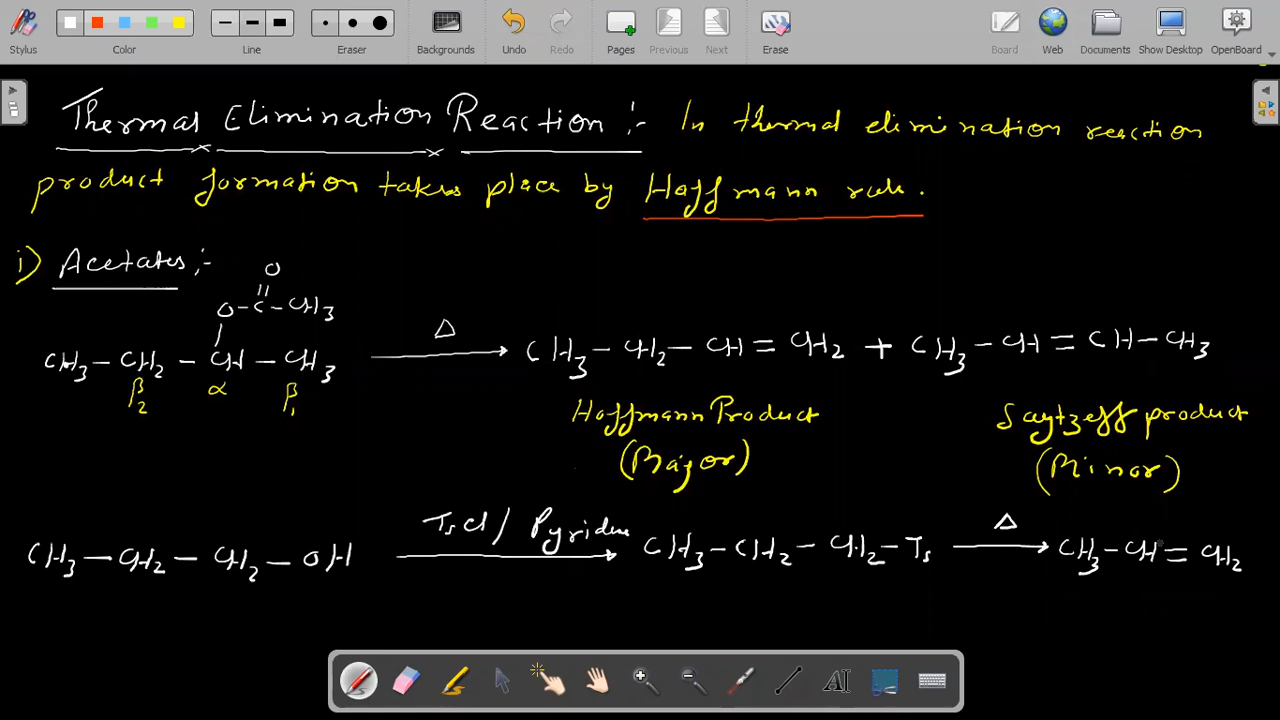 Stylus Color Line Eraser Backgrounds Undo Redo Pages Previous Next Erase Board Web Documents Show Desktop OpenBoard
Thermal Elimination Reaction :- In thermal elimination reaction
product formation takes place by Hoffmann rule.
i) Acetates :-
O
||
O-C-CH3
|
CH3-CH2-CH-CH3 Δ CH3-CH2-CH=CH2 + CH3-CH=CH-CH3
β2 α β1 Hoffmann Product Saytzeff product
(Major) (Minor)
TsCl/Pyridine Δ
CH3-CH2-CH2-OH CH3-CH2-CH2-Ts CH3-CH=CH2